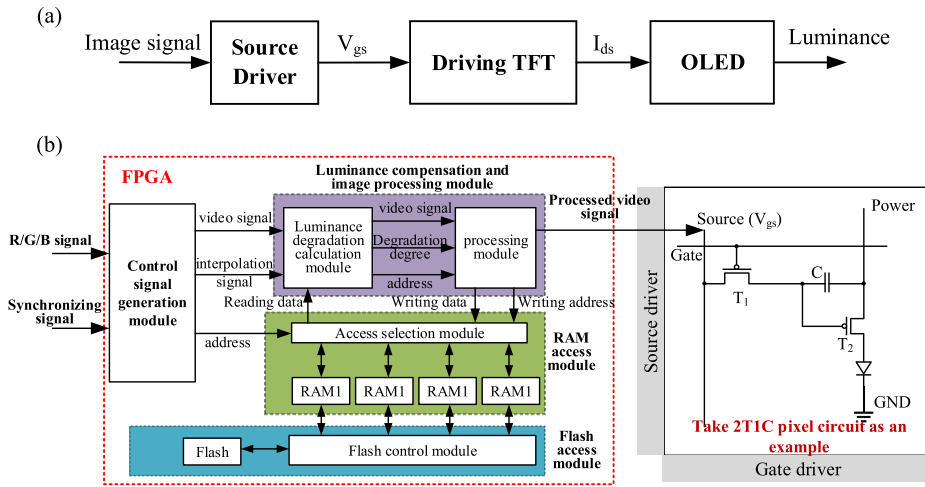 (a)
Image signal
Source
Driver
Vgs
Driving TFT
Ids
OLED
Luminance
(b)
FPGA
Luminance compensation and
image processing module
R/G/B signal
Synchronizing
signal
Control
signal
generation
module
video signal
interpolation
signal
Reading data
address
Luminance
degradation
calculation
module
video signal
Degradation
degree
address
processing
module
Writing data
Writing address
Access selection module
RAM
access
module
RAM1
RAM1
RAM1
RAM1
Flash
Flash control module
Flash
access
module
Processed video
signal
Source driver
Source (Vgs)
Power
Gate
C
T1
T2
GND
Take 2T1C pixel circuit as an
example
Gate driver